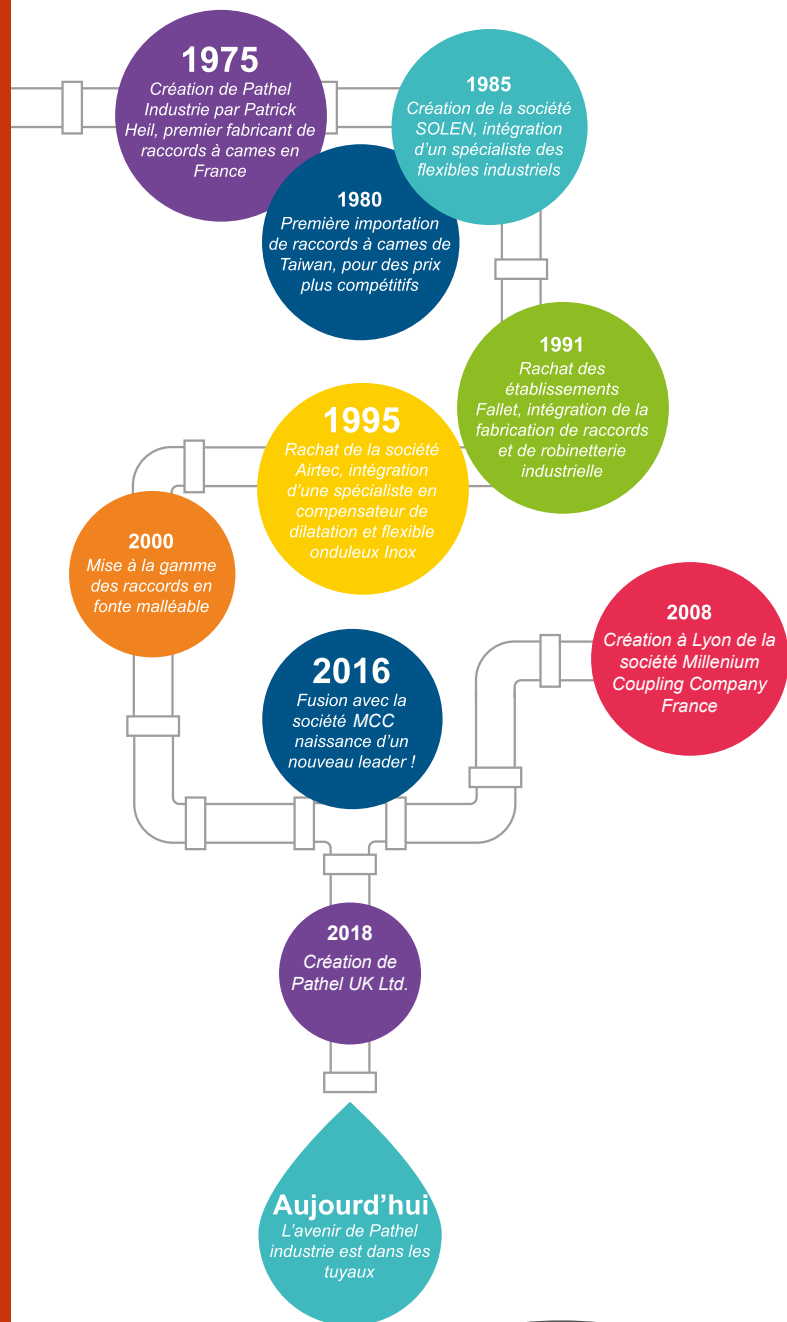 1975
Création de Pathel
Industrie par Patrick
Heil, premier fabricant de
raccords à cames en
France
1980
Première importation
de raccords à cames de
Taiwan, pour des prix
plus compétitifs
1985
Création de la société
SOLEN, intégration
d'un spécialiste des
flexibles industriels
1991
Rachat des
établissements
Fallet, intégration de la
fabrication de raccords
et de robinetterie
industrielle
1995
Rachat de la société
Airtec, intégration
d'une spécialiste en
compensateur de
dilatation et flexible
onduleux Inox
2000
Mise à la gamme
des raccords en
fonte malléable
2008
Création à Lyon de la
société Millenium
Coupling Company
France
2016
Fusion avec la
société MCC
naissance d'un
nouveau leader !
2018
Création de
Pathel UK Ltd.
Aujourd'hui
L'avenir de Pathel
industrie est dans les
tuyaux